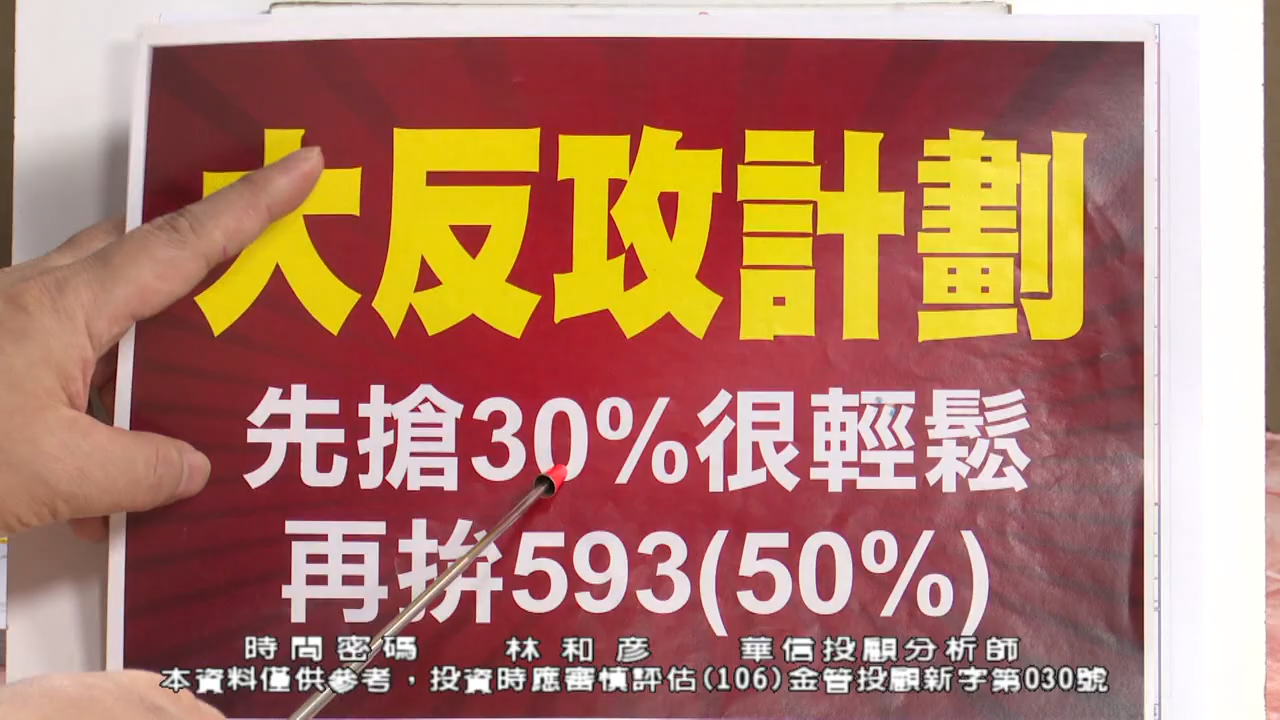 大反攻計劃
先搶30%很輕鬆
再拚593(50%)
時間密碼 林和彥 華信投顧分析師
本資料僅供參考，投資時應審慎評估(106)金管投顧新字第030號